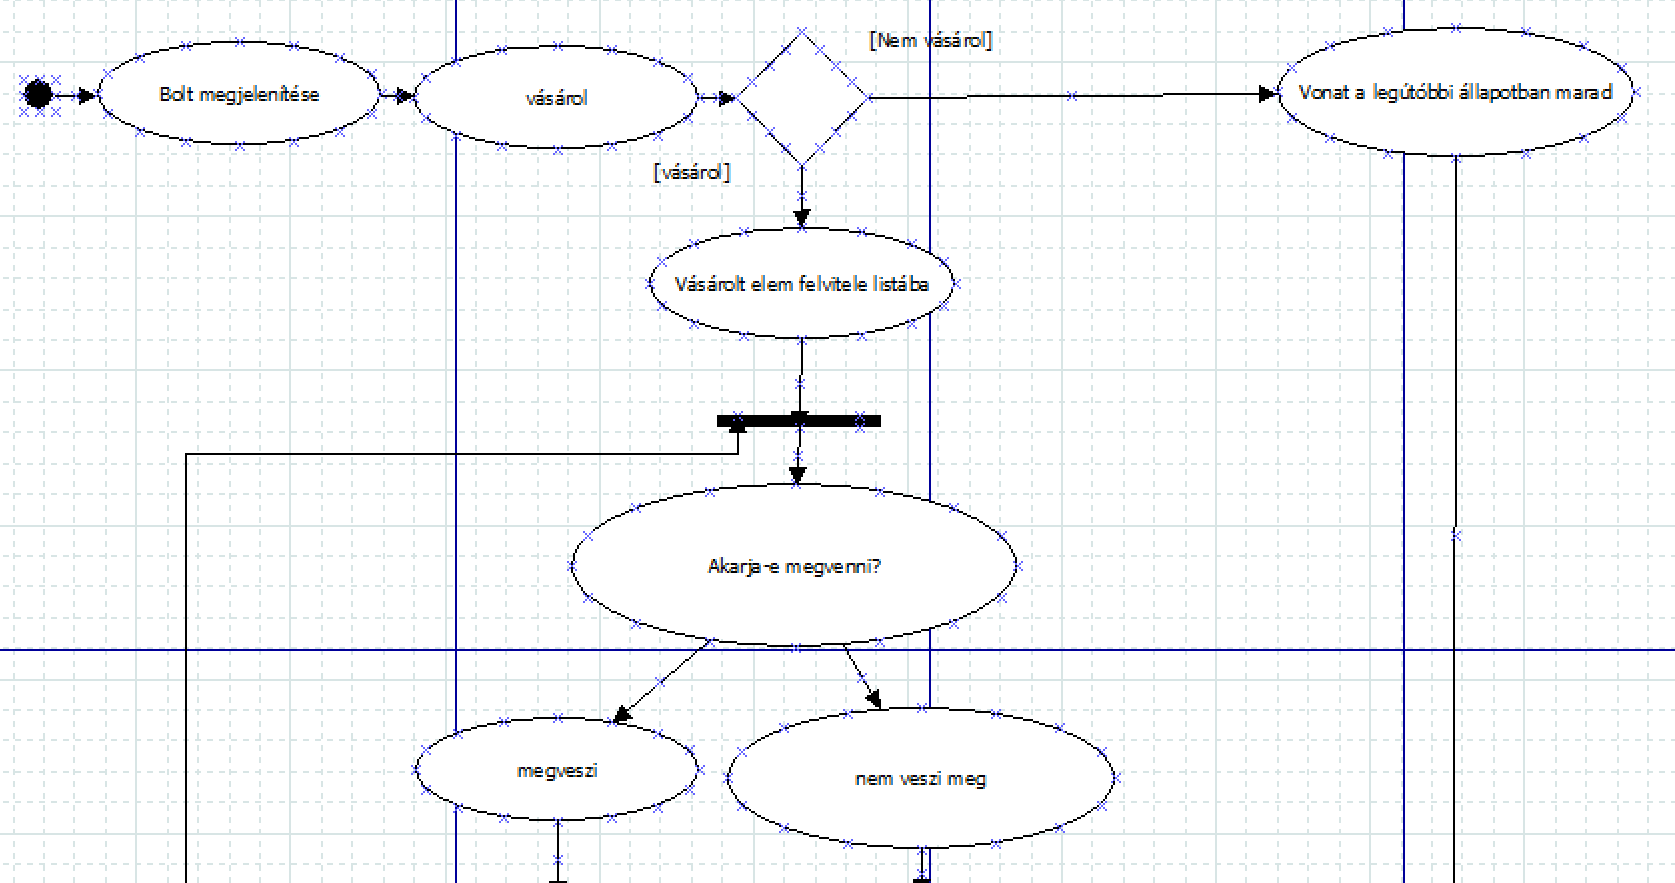 [Nem vásárol]
Bolt megjelenítése
vásárol
Vonat a legútóbbi állapotban marad
[vásárol]
Vásárolt elem felvitele listába
Akarja-e megvenni?
megveszi
nem veszi meg